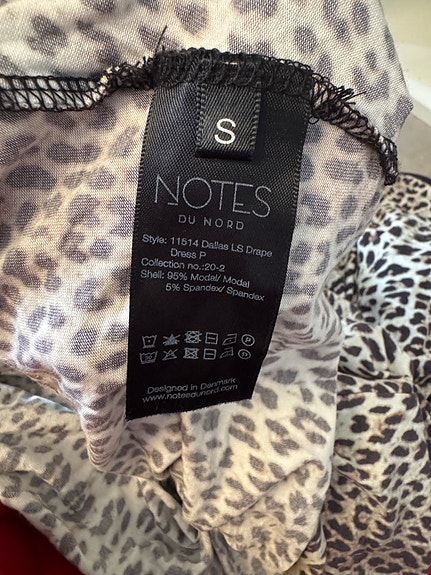 S
NOTES
DU NORD
Style: 11514 Dallas LS Drape
Dress P
Collection no.:20-2
Shell: 95% Modal/ Modal
5% Spandex/ Spandex
Designed in Denmark
www.notesdunord.com